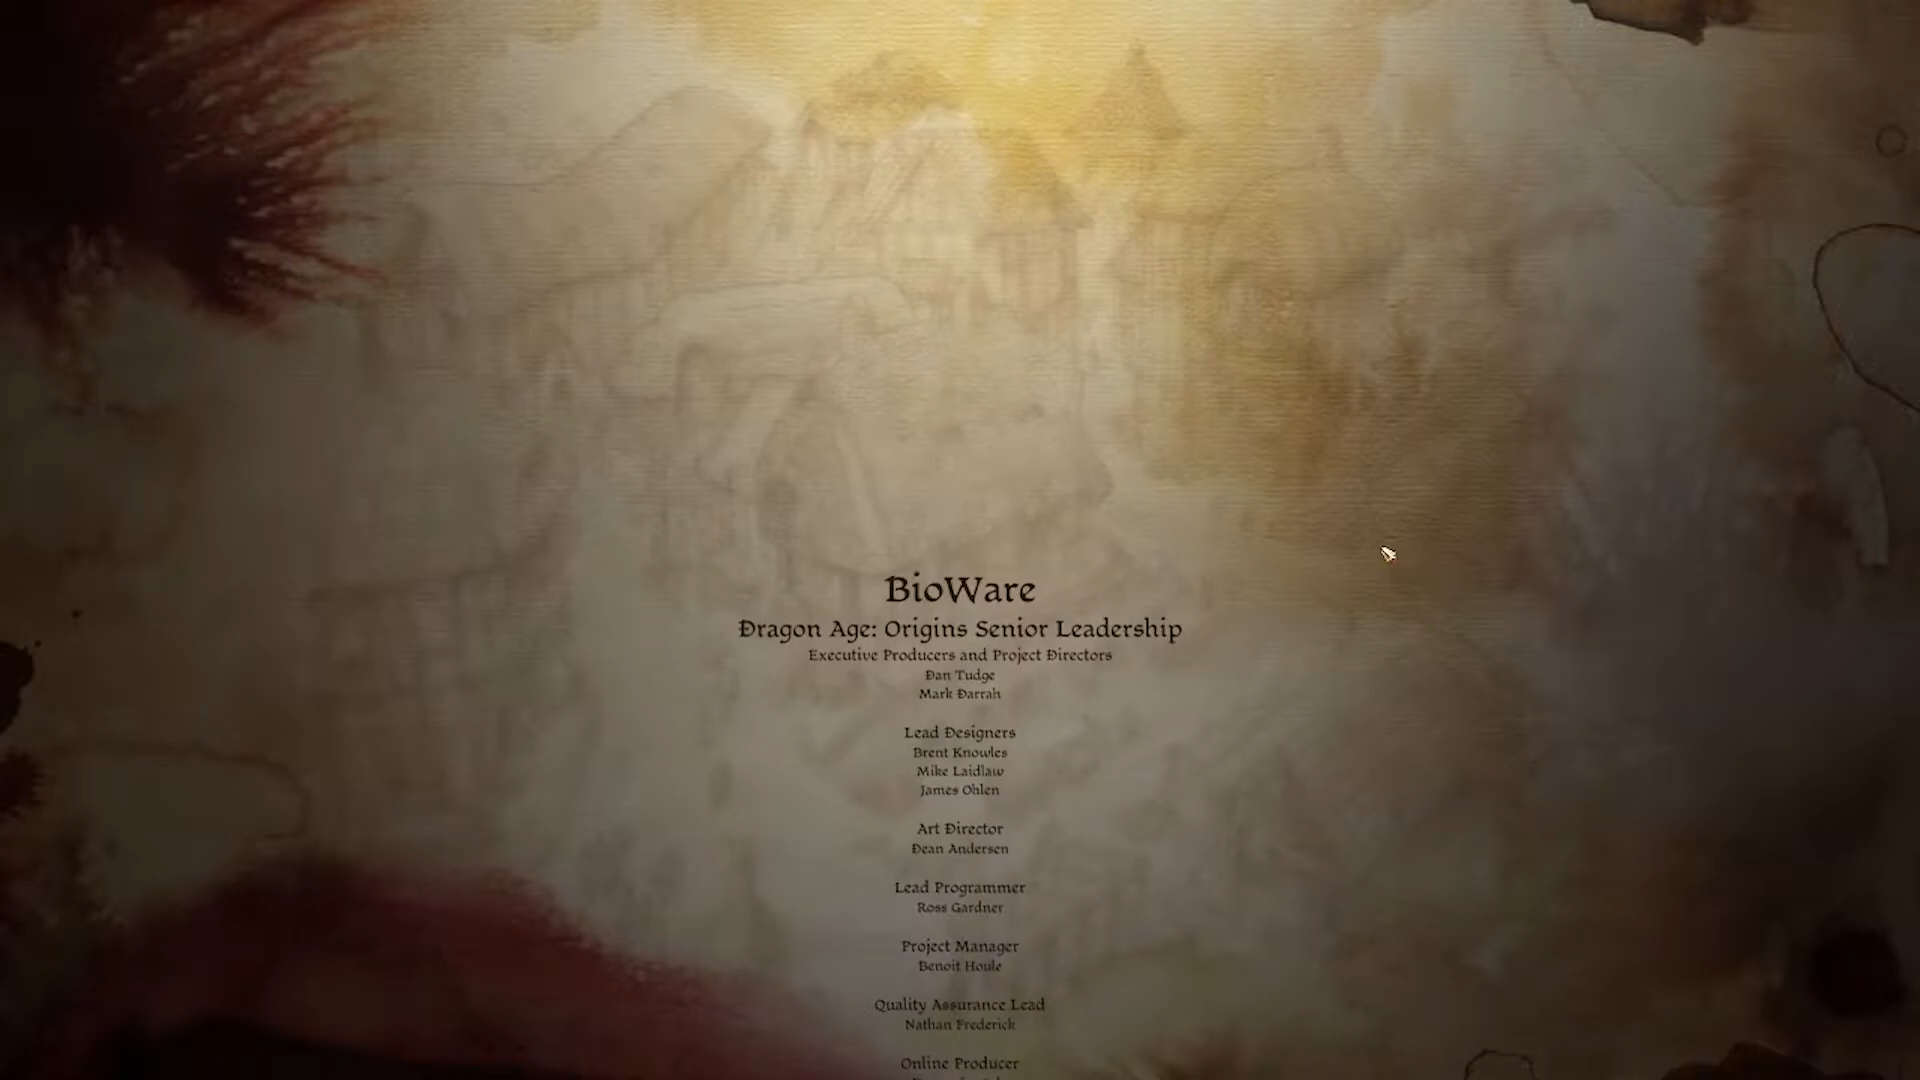 BioWare
Dragon Age: Origins Senior Leadership
Executive Producers and Project Directors
Dan Tudge
Mark Darrah
Lead Designers
Brent Knowles
Mike Laidlaw
James Ohlen
Art Director
Dean Andersen
Lead Programmer
Ross Gardner
Project Manager
Benoit Houle
Quality Assurance Lead
Nathan Frederick
Online Producer